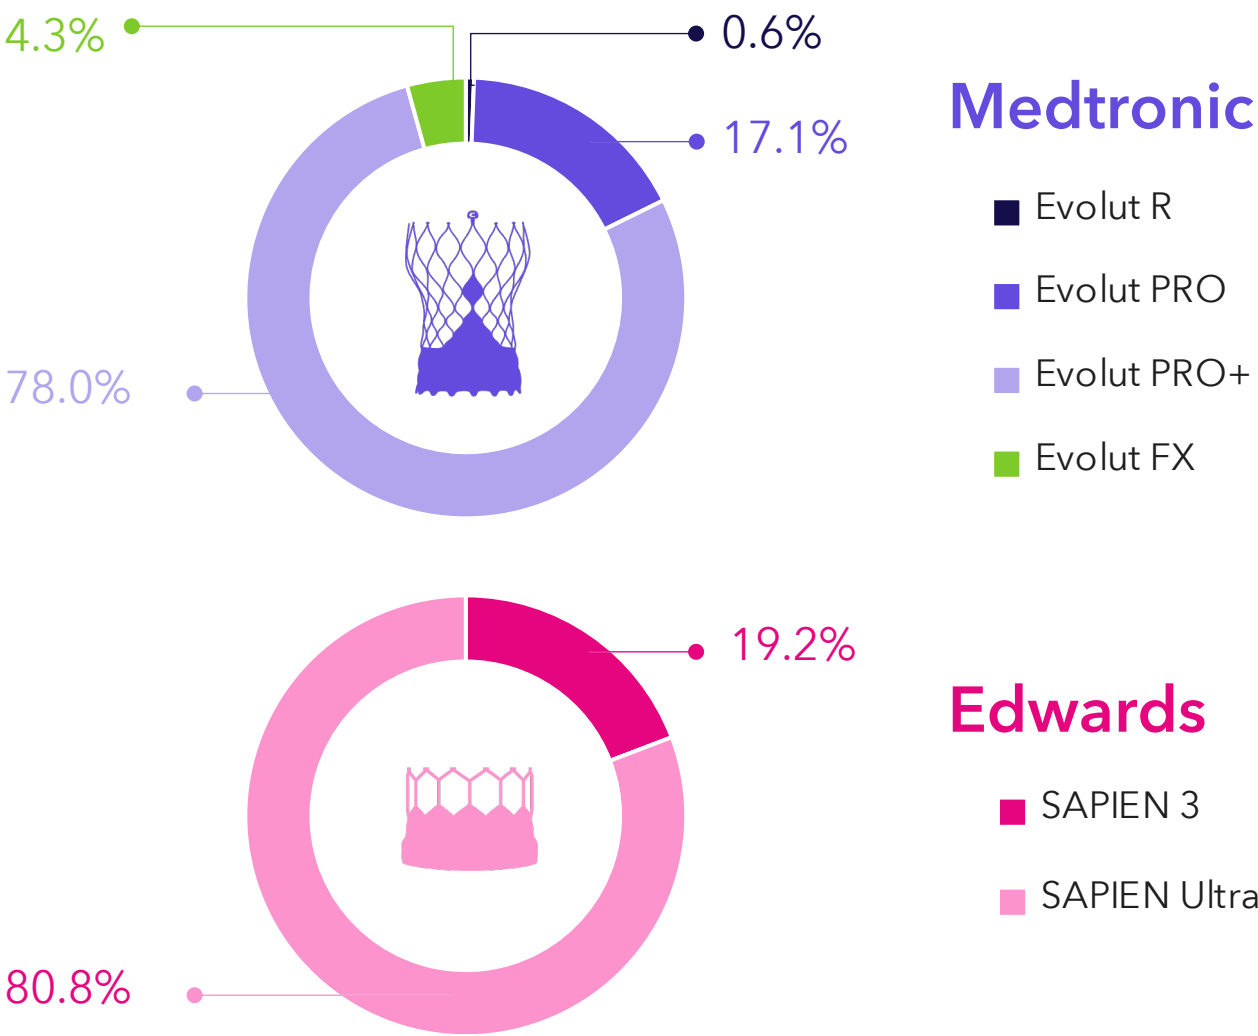 4.3%
0.6%
17.1%
78.0%
Medtronic
Evolut R
Evolut PRO
Evolut PRO+
Evolut FX
19.2%
80.8%
Edwards
SAPIEN 3
SAPIEN Ultra